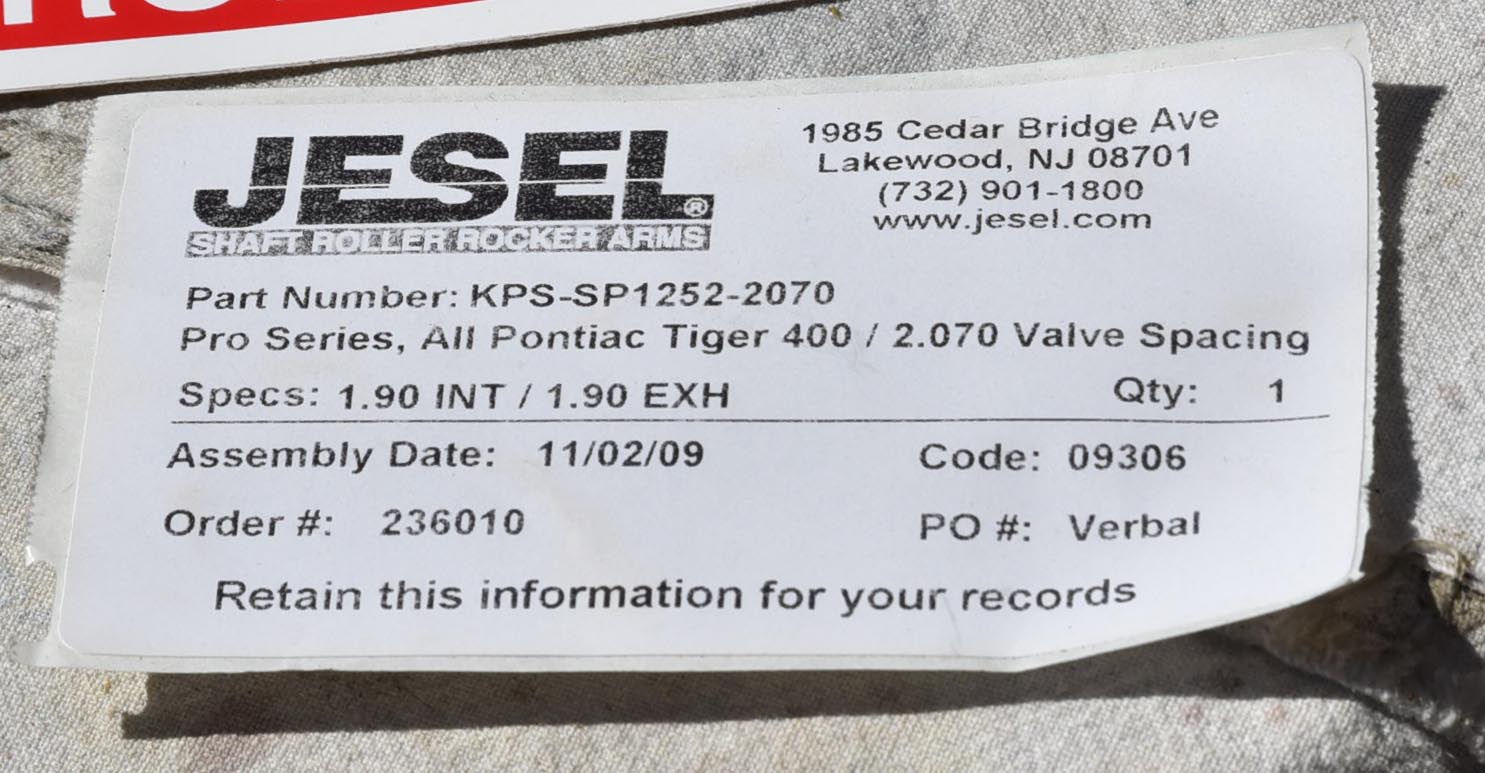 JESEL®
SHAFT ROLLER ROCKER ARMS
1985 Cedar Bridge Ave
Lakewood, NJ 08701
(732) 901-1800
www.jesel.com
Part Number: KPS-SP1252-2070
Pro Series, All Pontiac Tiger 400 / 2.070 Valve Spacing
Specs: 1.90 INT / 1.90 EXH Qty: 1
Assembly Date: 11/02/09 Code: 09306
Order #: 236010 PO #: Verbal
Retain this information for your records